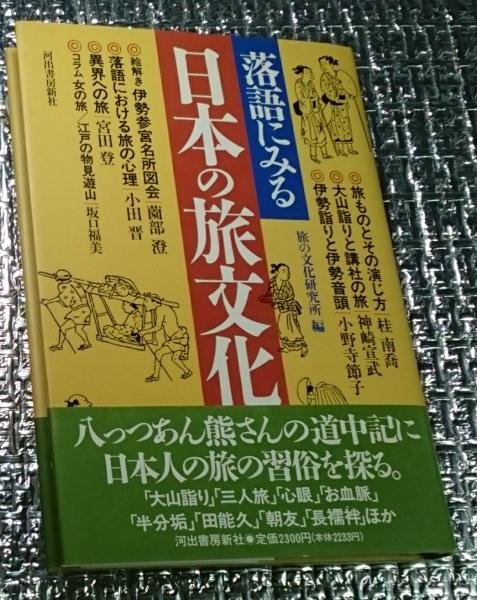 落語にみる
日本の旅文化
旅の文化研究所 編
◎旅ものとその演じ方 桂 南喬
◎大山詣りと講社の旅 神崎宣武
◎伊勢詣りと伊勢音頭 小野寺節子
◎絵解き 伊勢参宮名所図会 薗部 澄
◎落語における旅の心理 小田 晋
◎異界への旅 宮田 登
◎コラム 女の旅/江戸の物見遊山 坂口福美
河出書房新社
八っつあん熊さんの道中記に
日本人の旅の習俗を探る。
「大山詣り」「三人旅」「心眼」「お血脈」
「半分垢」「田能久」「朝友」「長襦袢」ほか
河出書房新社●定価2300円(本体2233円)